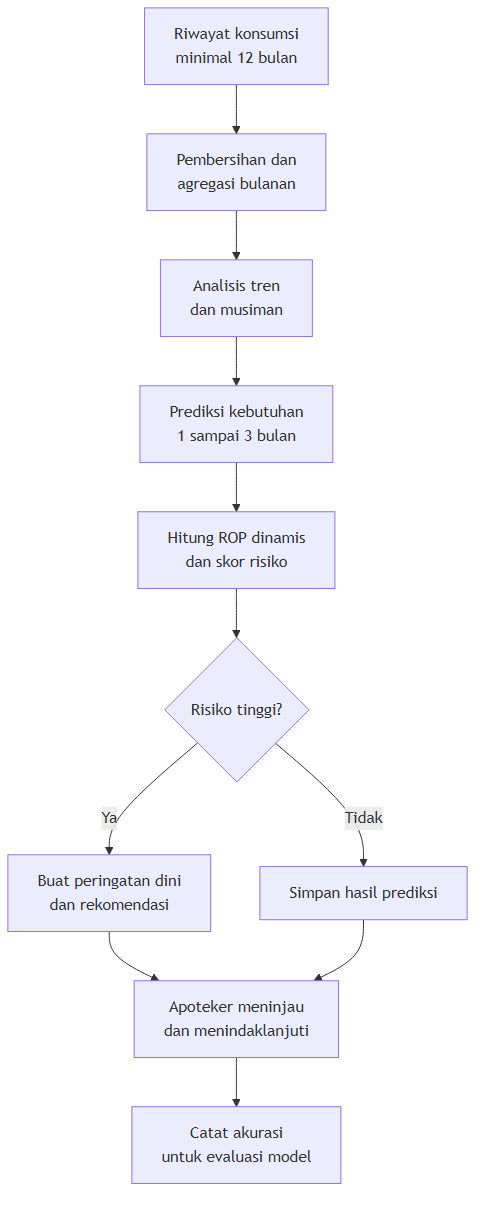 Riwayat konsumsi
minimal 12 bulan
Pembersihan dan
agregasi bulanan
Analisis tren
dan musiman
Prediksi kebutuhan
1 sampai 3 bulan
Hitung ROP dinamis
dan skor risiko
Risiko tinggi?
Ya
Tidak
Buat peringatan dini
dan rekomendasi
Simpan hasil prediksi
Apoteker meninjau
dan menindaklanjuti
Catat akurasi
untuk evaluasi model